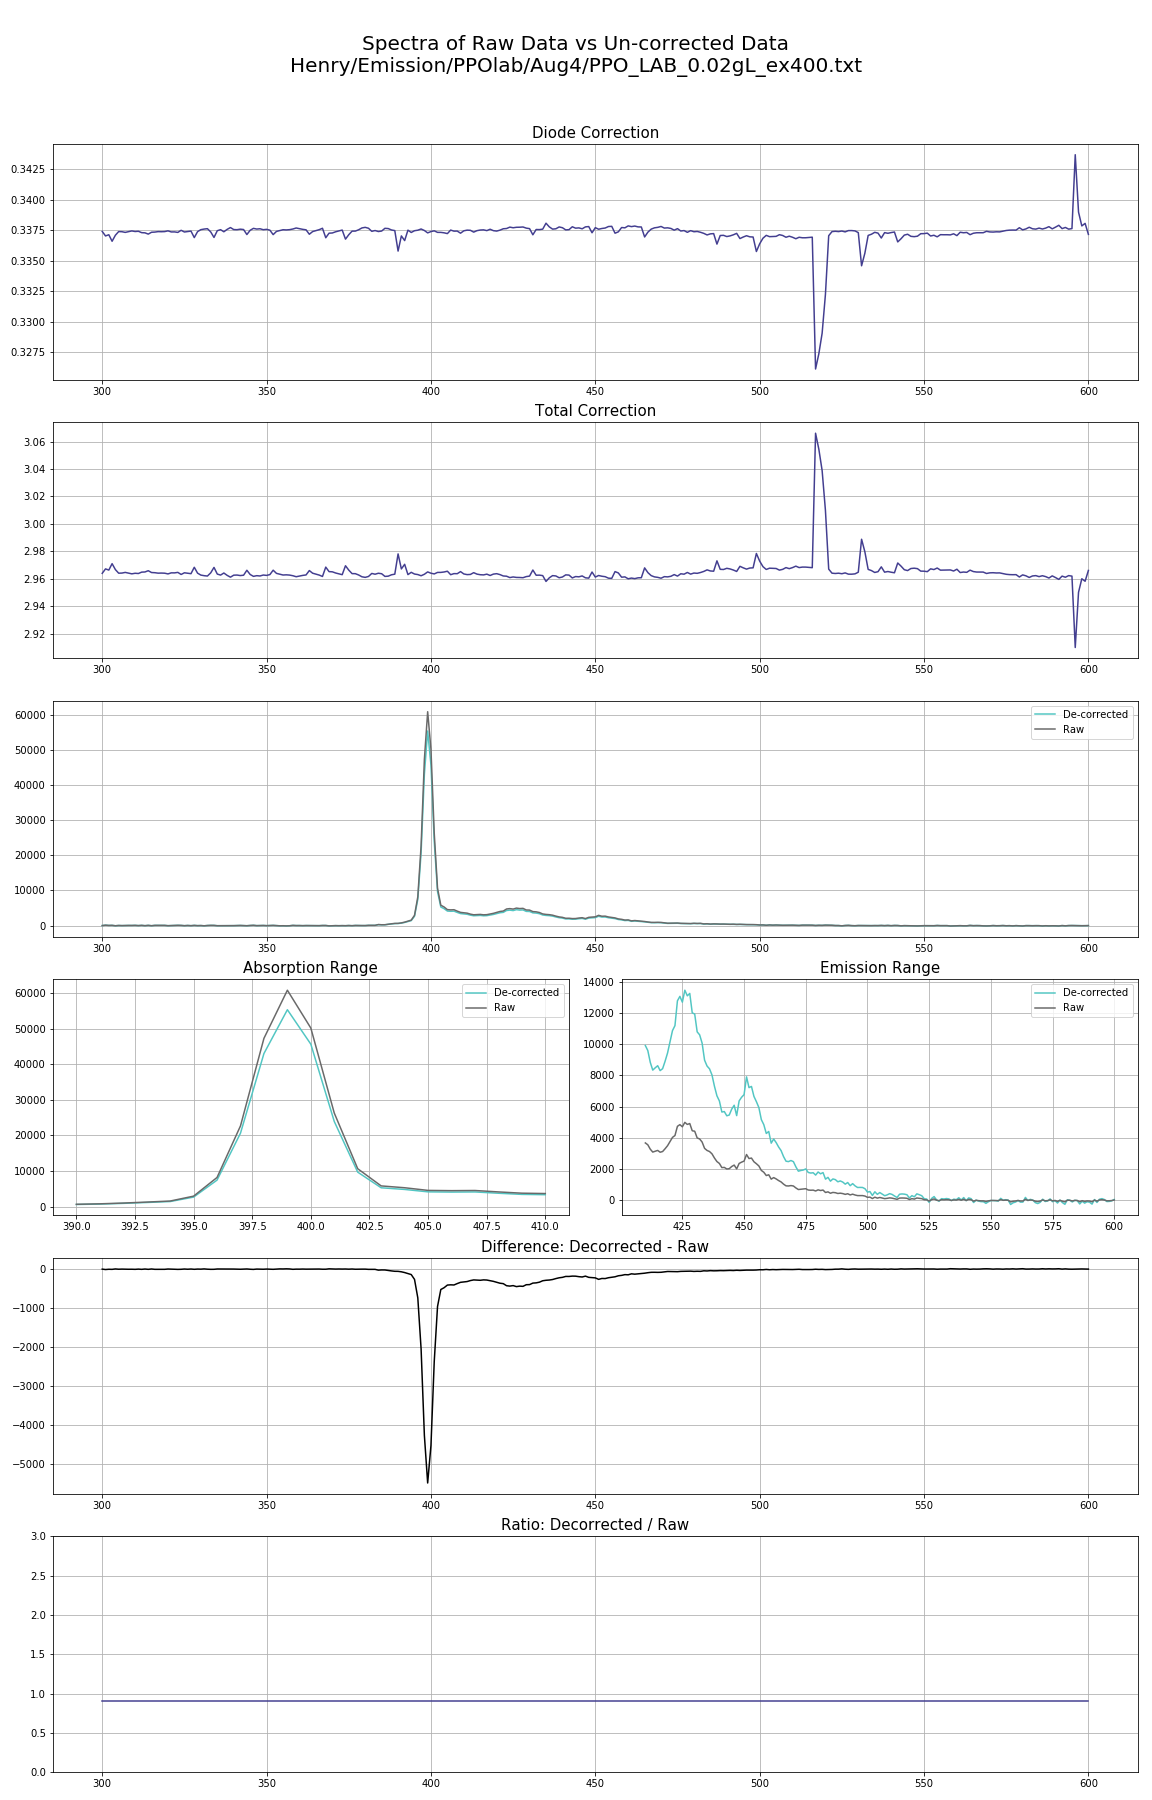 Spectra of Raw Data vs Un-corrected Data
Henry/Emission/PPOlab/Aug4/PPO_LAB_0.02gL_ex400.txt
Diode Correction
0.3425
0.3400
0.3375
0.3350
0.3325
0.3300
0.3275
300 350 400 450 500 550 600
Total Correction
3.06
3.04
3.02
3.00
2.98
2.96
2.94
2.92
300 350 400 450 500 550 600
De-corrected
Raw
60000
50000
40000
30000
20000
10000
0
300 350 400 450 500 550 600
Absorption Range
De-corrected
Raw
60000
50000
40000
30000
20000
10000
0
390.0 392.5 395.0 397.5 400.0 402.5 405.0 407.5 410.0
Emission Range
De-corrected
Raw
14000
12000
10000
8000
6000
4000
2000
0
425 450 475 500 525 550 575 600
Difference: Decorrected - Raw
0
−1000
−2000
−3000
−4000
−5000
300 350 400 450 500 550 600
Ratio: Decorrected / Raw
3.0
2.5
2.0
1.5
1.0
0.5
0.0
300 350 400 450 500 550 600